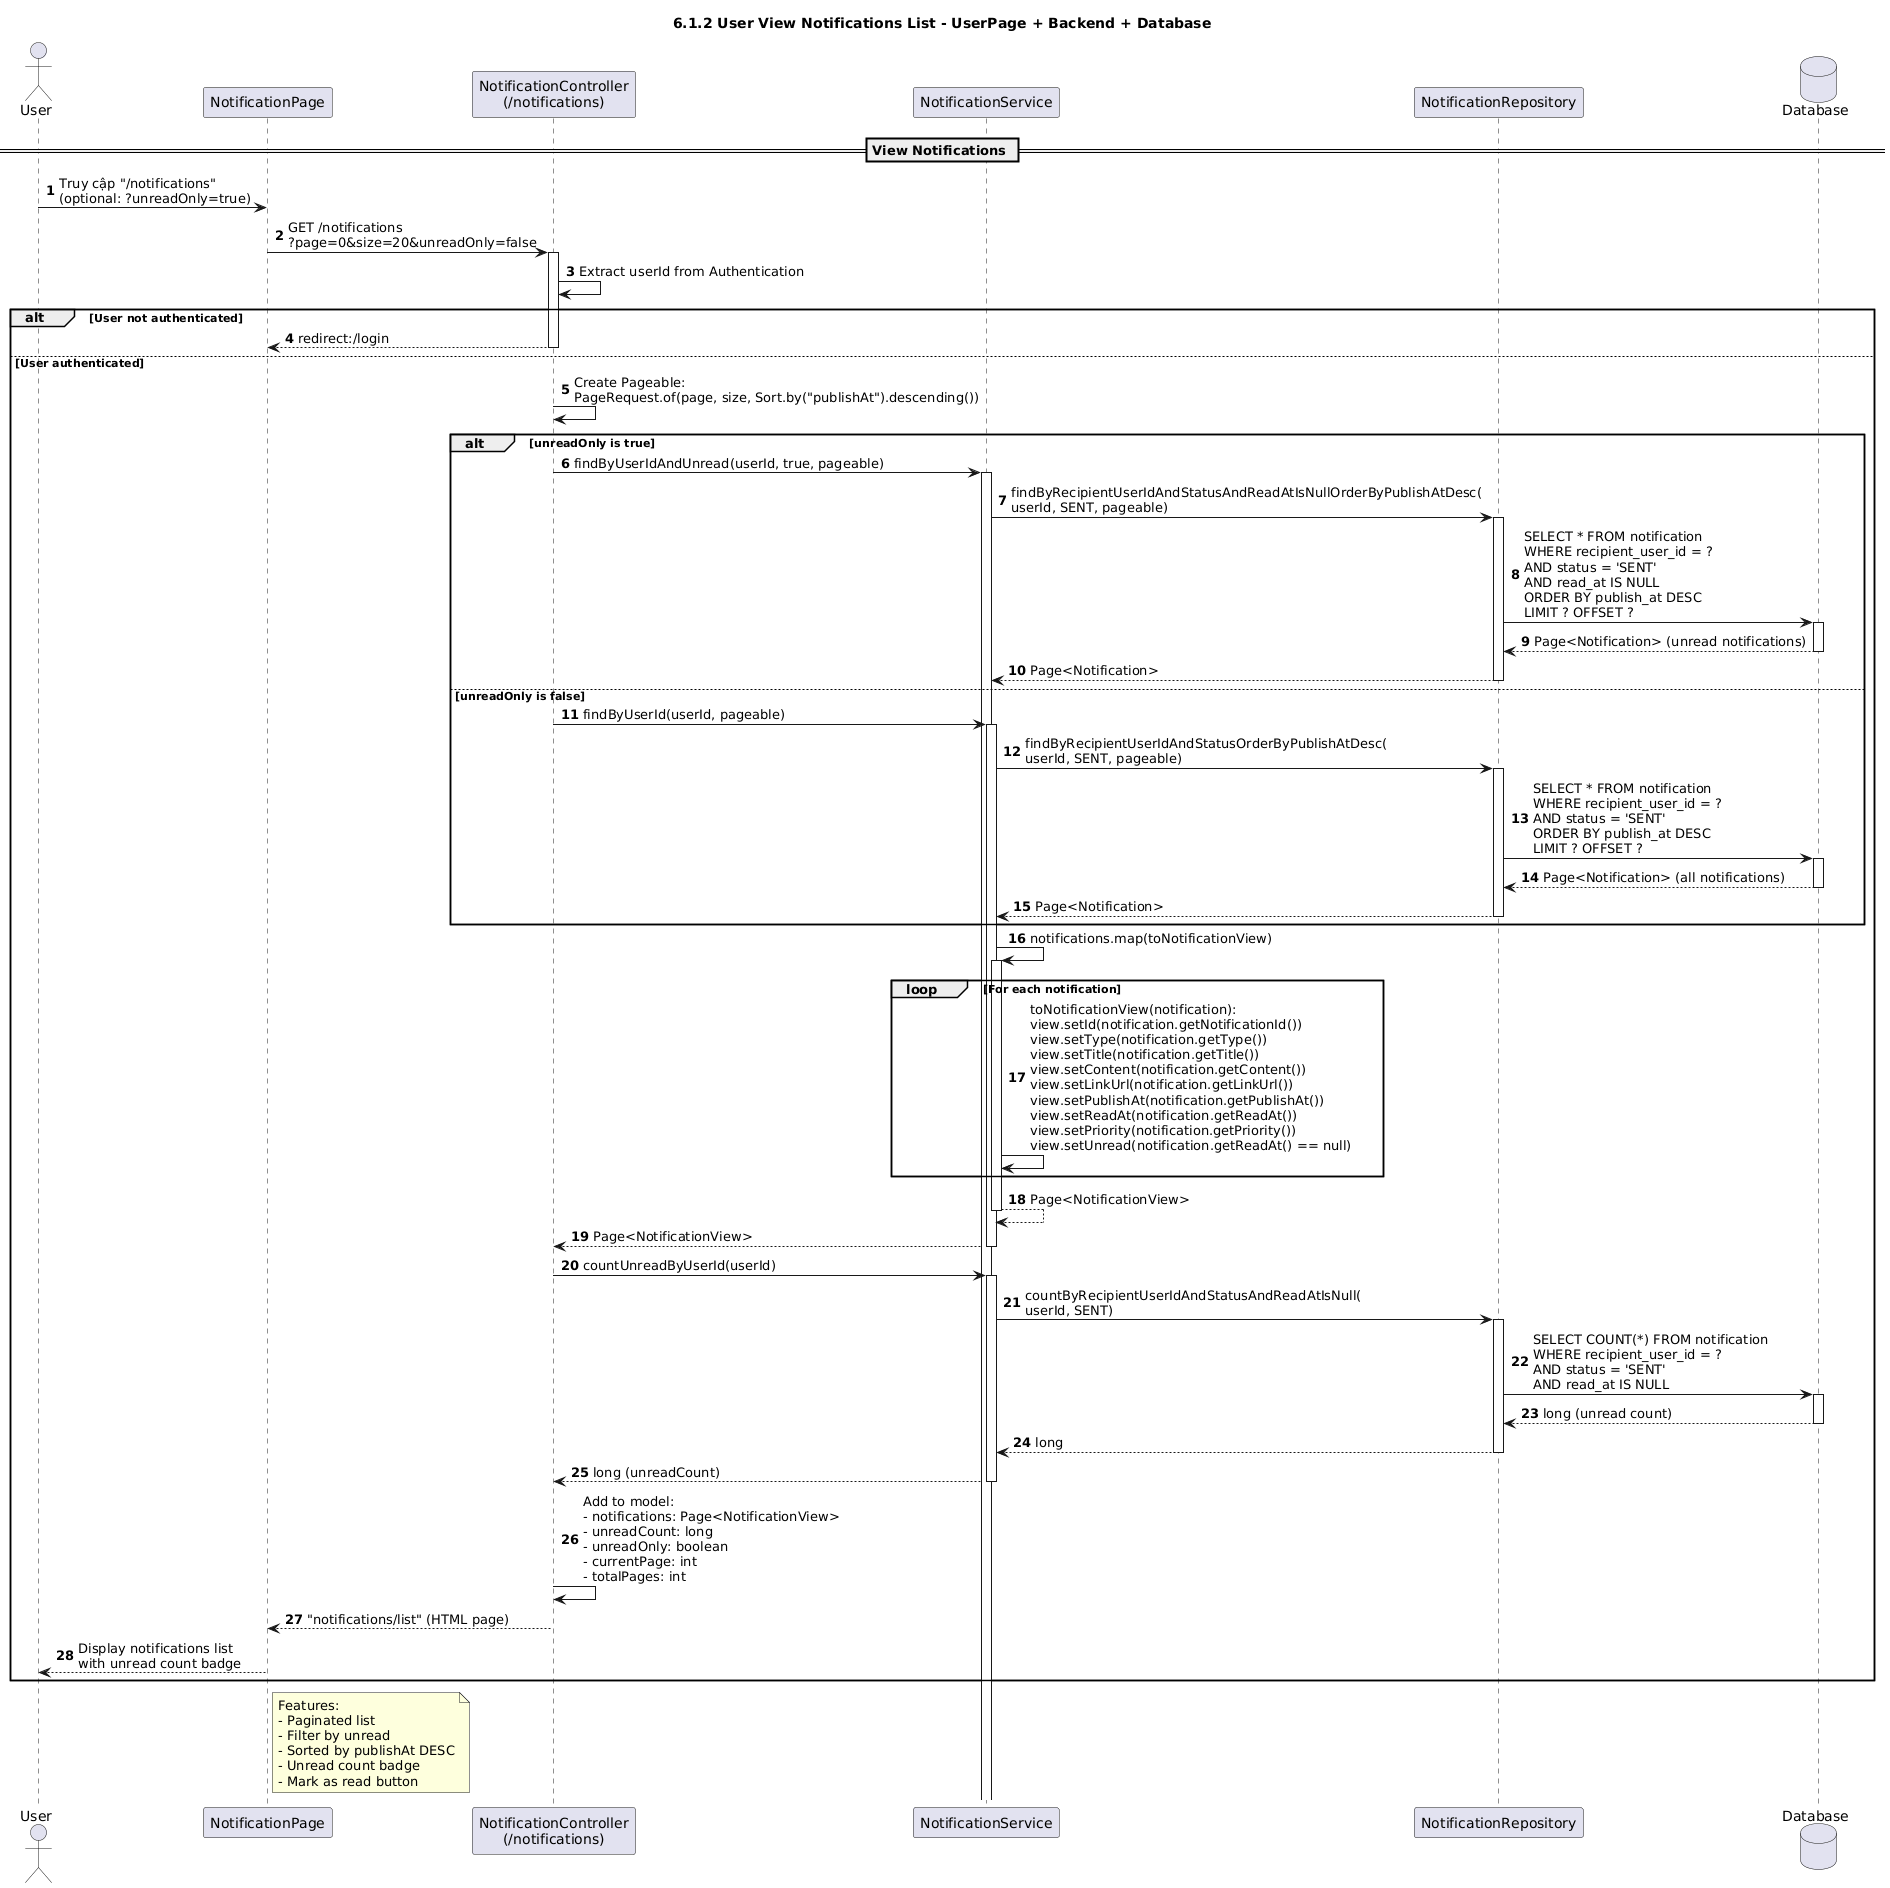 6.1.2 User View Notifications List - UserPage + Backend + Database
User
NotificationPage
NotificationController
(/notifications)
NotificationService
NotificationRepository
Database
View Notifications
1 Truy cập "/notifications"
(optional: ?unreadOnly=true)
2 GET /notifications
?page=0&size=20&unreadOnly=false
3 Extract userId from Authentication
alt [User not authenticated]
4 redirect:/login
[User authenticated]
5 Create Pageable:
PageRequest.of(page, size, Sort.by("publishAt").descending())
alt [unreadOnly is true]
6 findByUserIdAndUnread(userId, true, pageable)
7 findByRecipientUserIdAndStatusAndReadAtIsNullOrderByPublishAtDesc(
userId, SENT, pageable)
8 SELECT * FROM notification
WHERE recipient_user_id = ?
AND status = 'SENT'
AND read_at IS NULL
ORDER BY publish_at DESC
LIMIT ? OFFSET ?
9 Page<Notification> (unread notifications)
10 Page<Notification>
[unreadOnly is false]
11 findByUserId(userId, pageable)
12 findByRecipientUserIdAndStatusOrderByPublishAtDesc(
userId, SENT, pageable)
13 SELECT * FROM notification
WHERE recipient_user_id = ?
AND status = 'SENT'
ORDER BY publish_at DESC
LIMIT ? OFFSET ?
14 Page<Notification> (all notifications)
15 Page<Notification>
16 notifications.map(toNotificationView)
loop [For each notification]
17 toNotificationView(notification):
view.setId(notification.getNotificationId())
view.setType(notification.getType())
view.setTitle(notification.getTitle())
view.setContent(notification.getContent())
view.setLinkUrl(notification.getLinkUrl())
view.setPublishAt(notification.getPublishAt())
view.setReadAt(notification.getReadAt())
view.setPriority(notification.getPriority())
view.setUnread(notification.getReadAt() == null)
18 Page<NotificationView>
19 Page<NotificationView>
20 countUnreadByUserId(userId)
21 countByRecipientUserIdAndStatusAndReadAtIsNull(
userId, SENT)
22 SELECT COUNT(*) FROM notification
WHERE recipient_user_id = ?
AND status = 'SENT'
AND read_at IS NULL
23 long (unread count)
24 long
25 long (unreadCount)
26 Add to model:
- notifications: Page<NotificationView>
- unreadCount: long
- unreadOnly: boolean
- currentPage: int
- totalPages: int
27 "notifications/list" (HTML page)
28 Display notifications list
with unread count badge
Features:
- Paginated list
- Filter by unread
- Sorted by publishAt DESC
- Unread count badge
- Mark as read button
User
NotificationPage
NotificationController
(/notifications)
NotificationService
NotificationRepository
Database